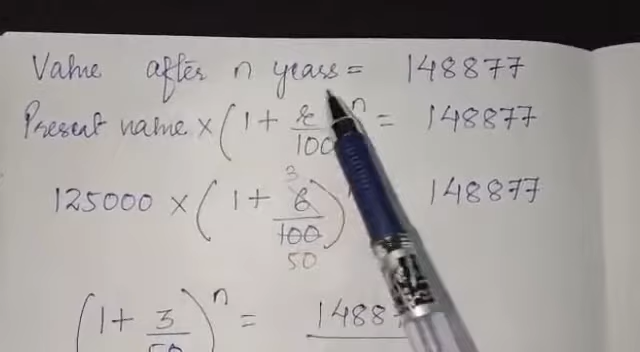 Value after n years = 148877
Present name × (1 + r/100)^n = 148877
125000 × (1 + 6/100)^n = 148877
3
50
(1 + 3/50)^n = 1488